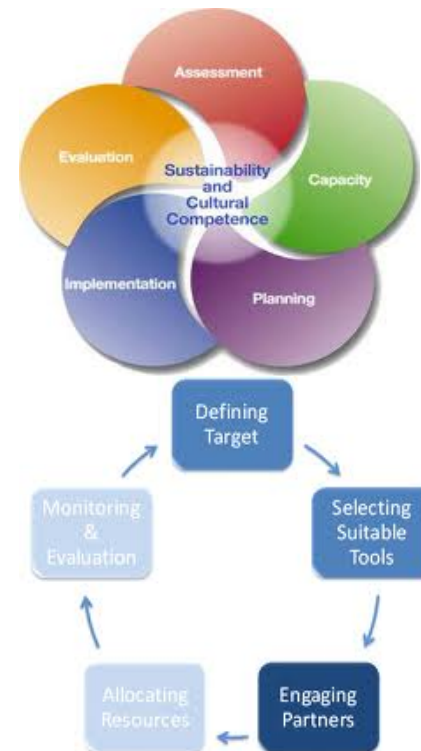 Assessment
Evaluation
Capacity
Sustainability
and
Cultural
Competence
Implementation
Planning
Defining
Target
Monitoring
&
Evaluation
Selecting
Suitable
Tools
Allocating
Resources
Engaging
Partners